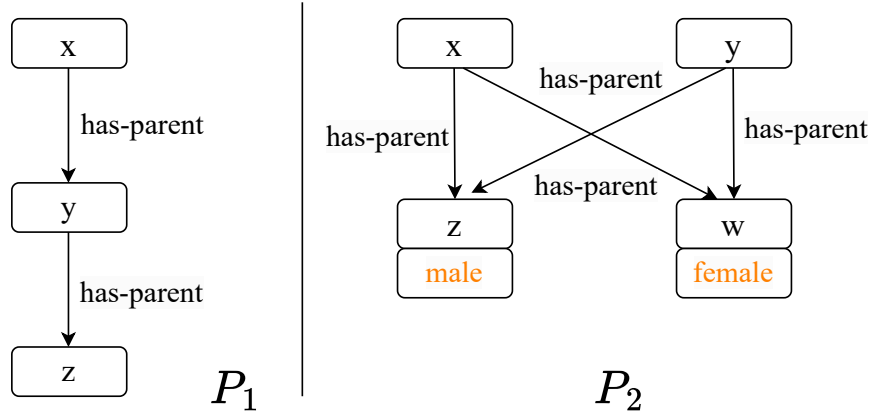 x
has-parent
y
has-parent
z
P1
x
y
has-parent
has-parent
has-parent
has-parent
z
w
male
female
P2